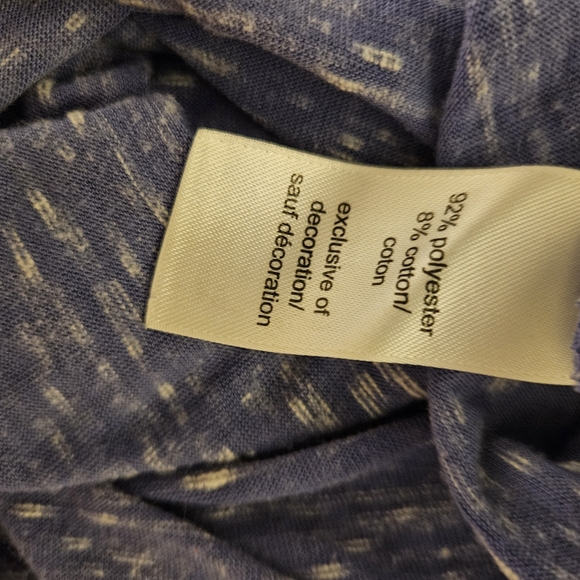 92% polyester
8% cotton/
coton
exclusive of
decoration/
sauf décoration